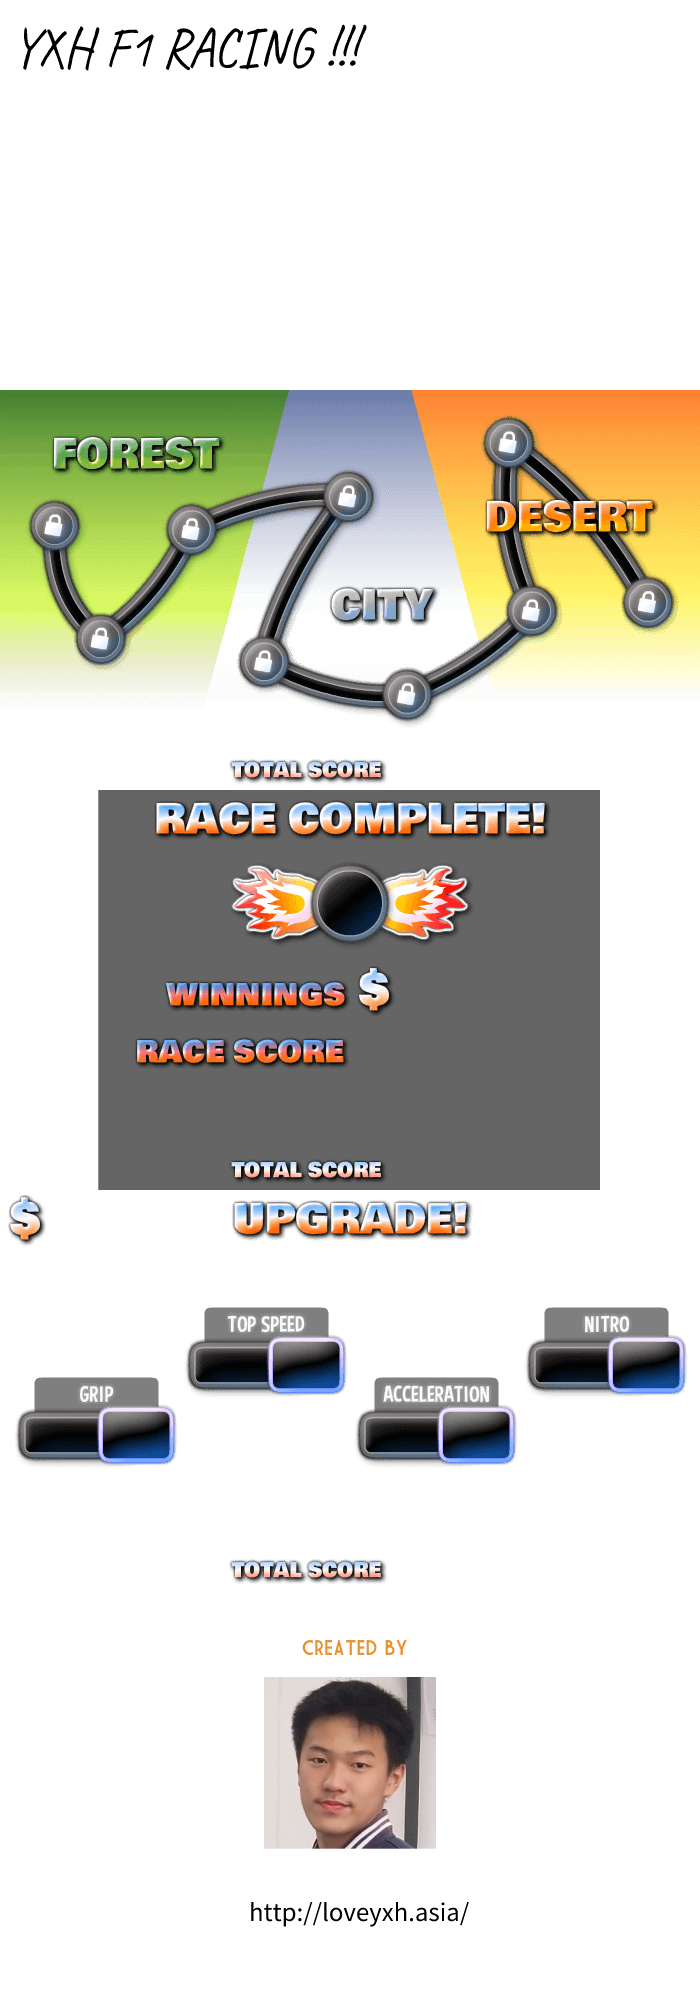 YXH F1 RACING !!!
FOREST
DESERT
CITY
TOTAL SCORE
RACE COMPLETE!
WINNINGS $
RACE SCORE
TOTAL SCORE
$ UPGRADE!
TOP SPEED
NITRO
GRIP
ACCELERATION
TOTAL SCORE
CREATED BY
http://loveyxh.asia/